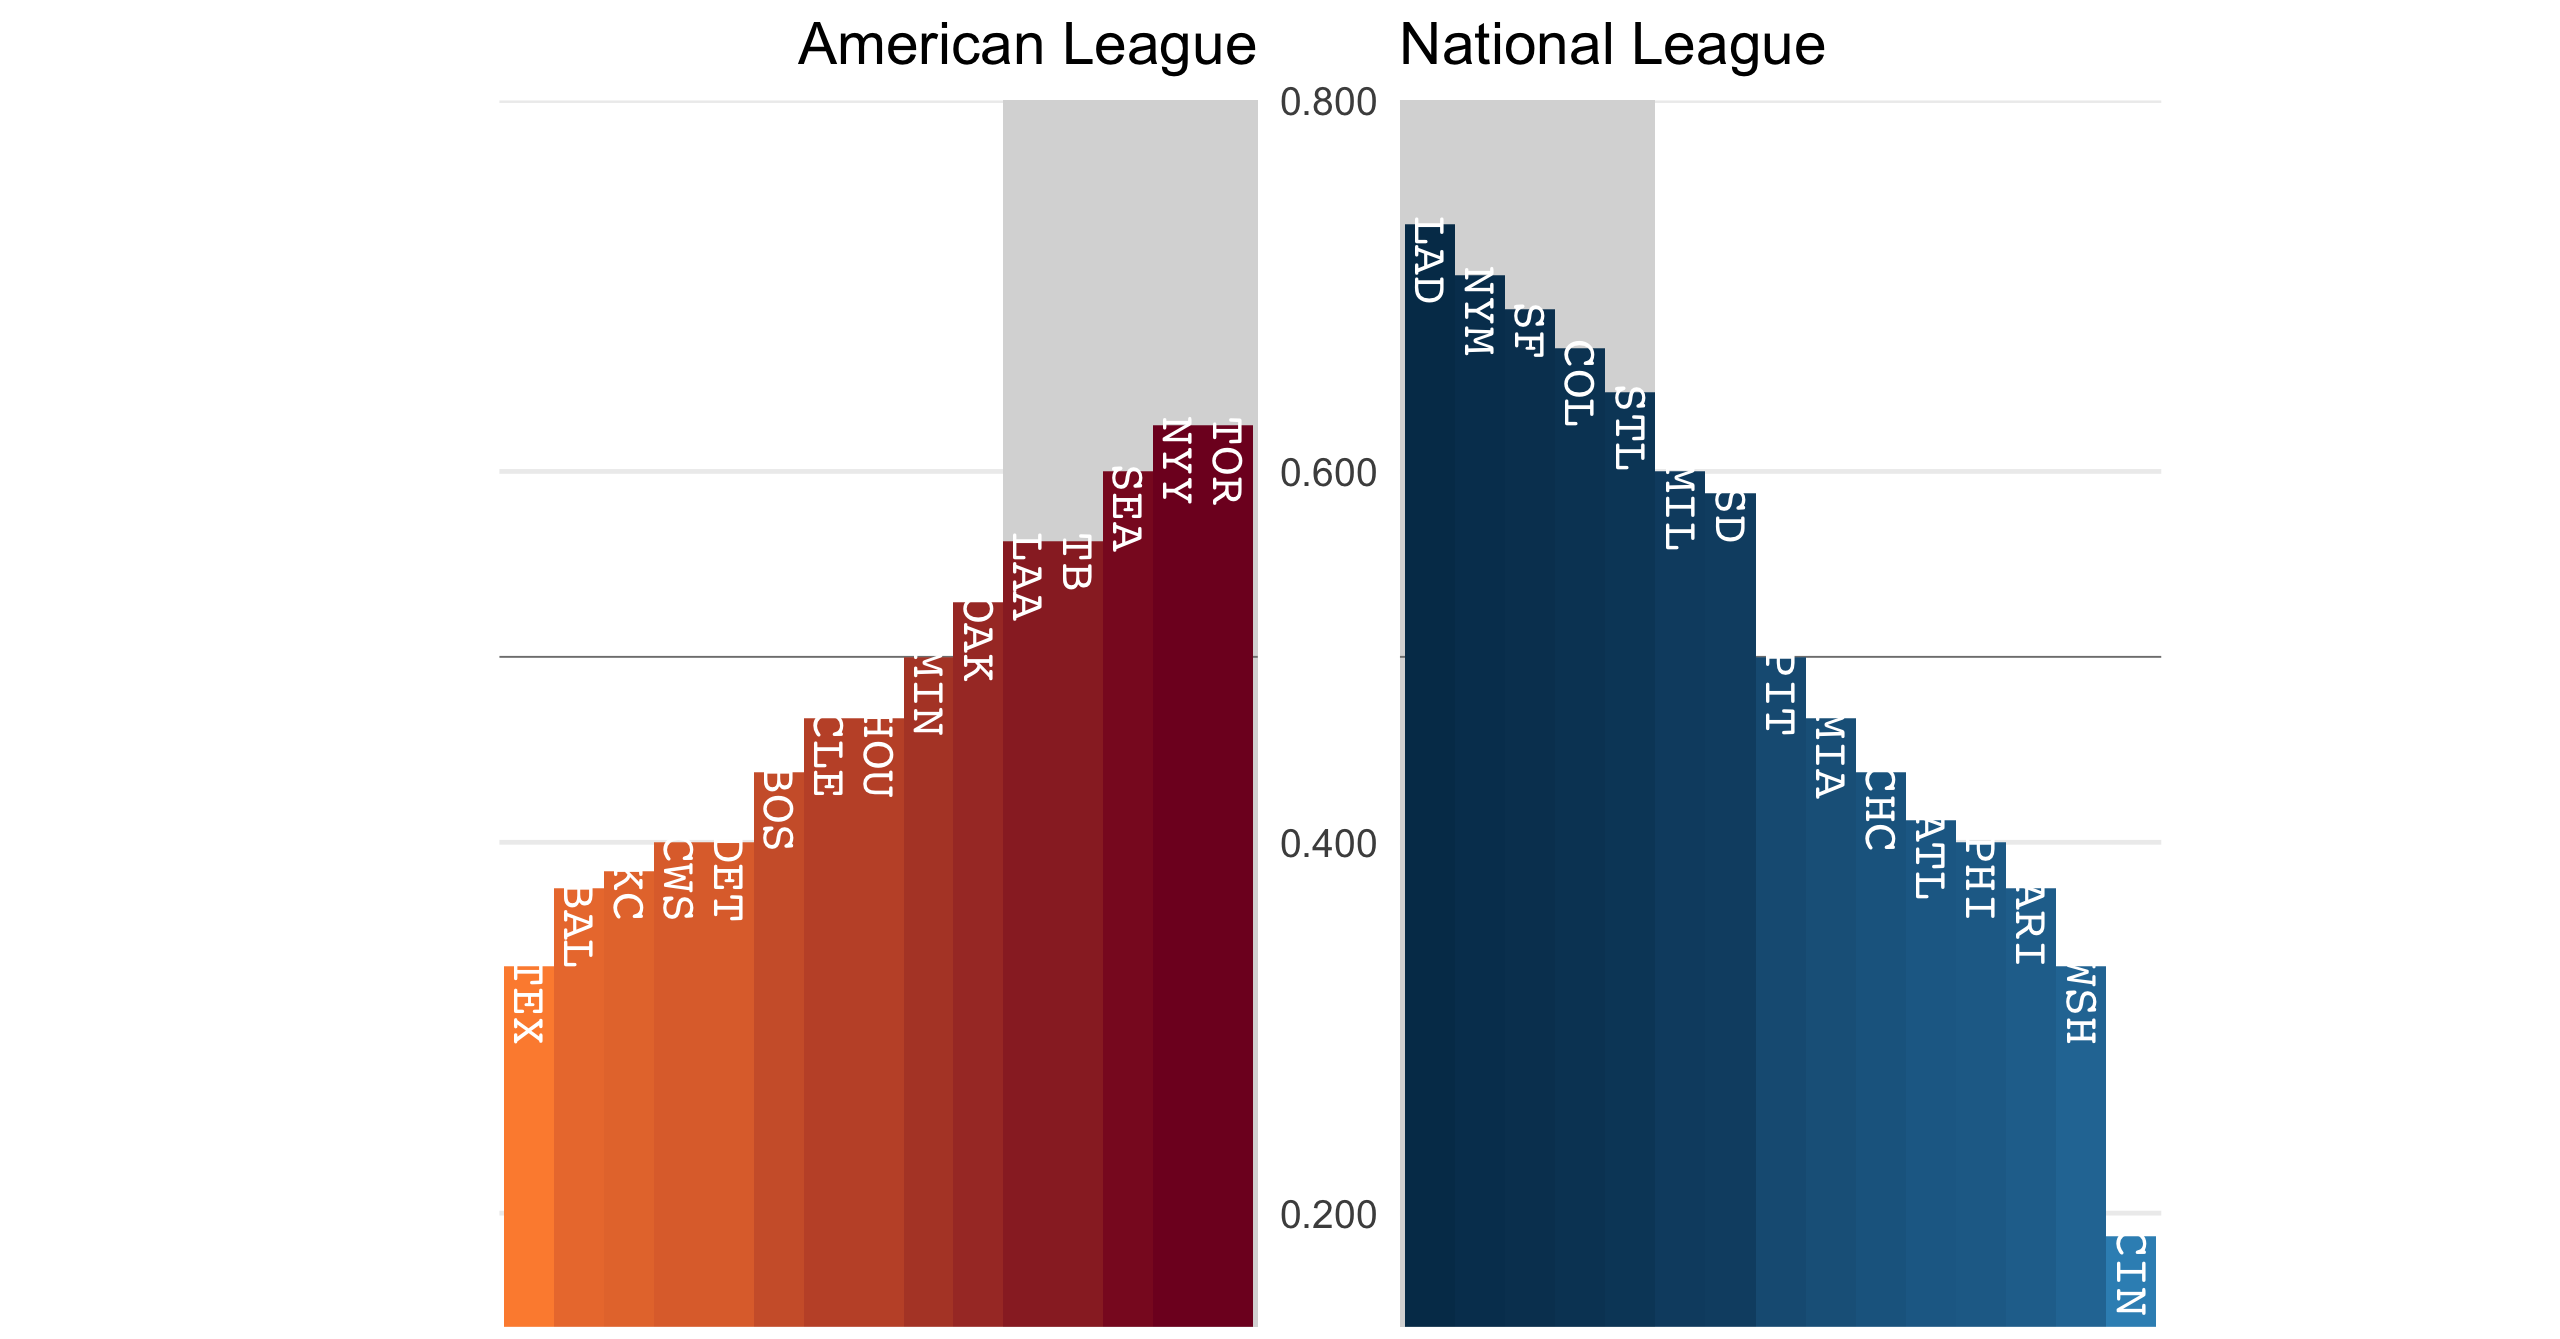 American League
National League
0.800
0.600
0.400
0.200
TEX
BAL
KC
CWS
DET
BOS
CLE
HOU
MIN
OAK
LAA
TB
SEA
NYY
TOR
LAD
NYM
SF
COL
STL
MIL
SD
PIT
MIA
CHC
ATL
PHI
ARI
WSH
CIN